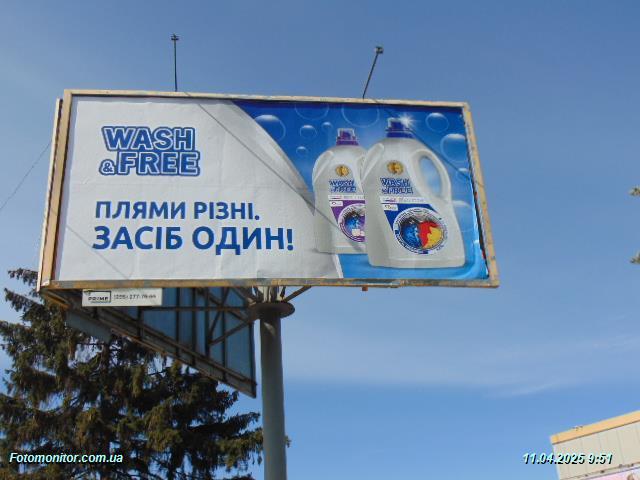 WASH
& FREE
ПЛЯМИ РІЗНІ.
ЗАСІБ ОДИН!
WASH
& FREE
WASH
& FREE
PRIME
Fotomonitor.com.ua
11.04.2025 9:51